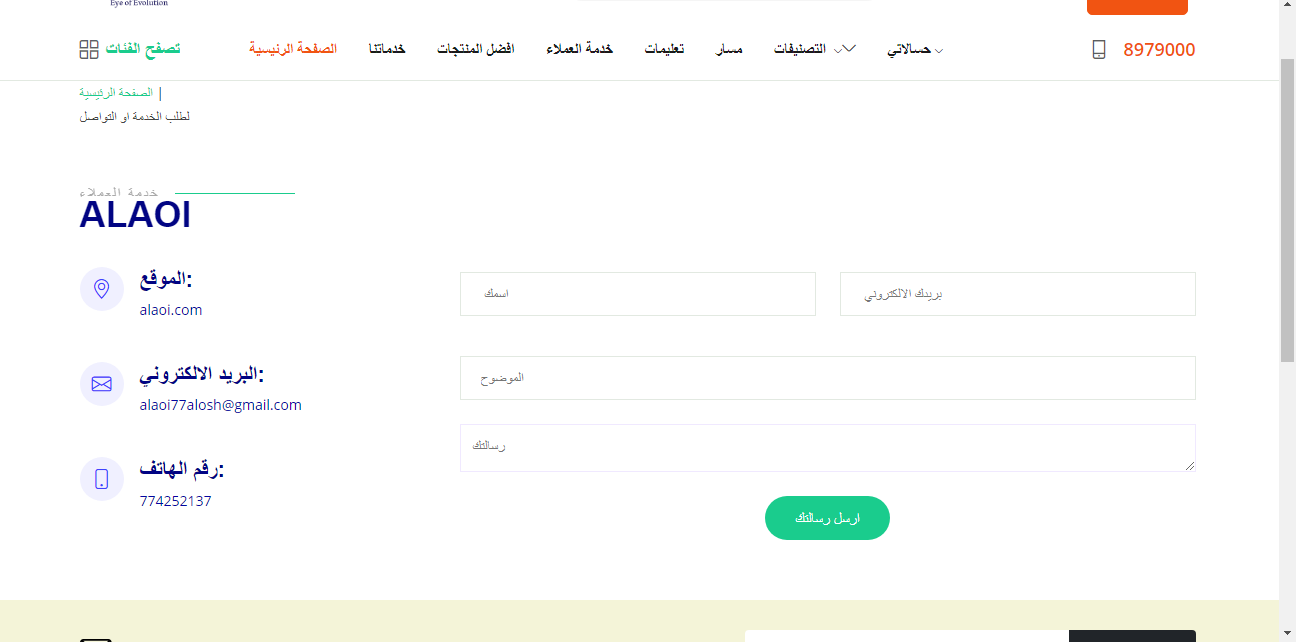 Eye of Evolution
تصفح الفئات
الصفحة الرنيسية
خدماتنا
افضل المنتجات
خدمة العملاء
تعليمات
مسار
التصنيفات
حسالاتي
8979000
الصفحة الرئيسية |
لطلب الخدمة او التواصل
خدمة العملاء
ALAOI
الموقع:
alaoi.com
البريد الالكتروني:
alaoi77alosh@gmail.com
رقم الهاتف:
774252137
اسمك
بريدك الالكتروني
الموضوح
رسالتك
ارسل رسالتك